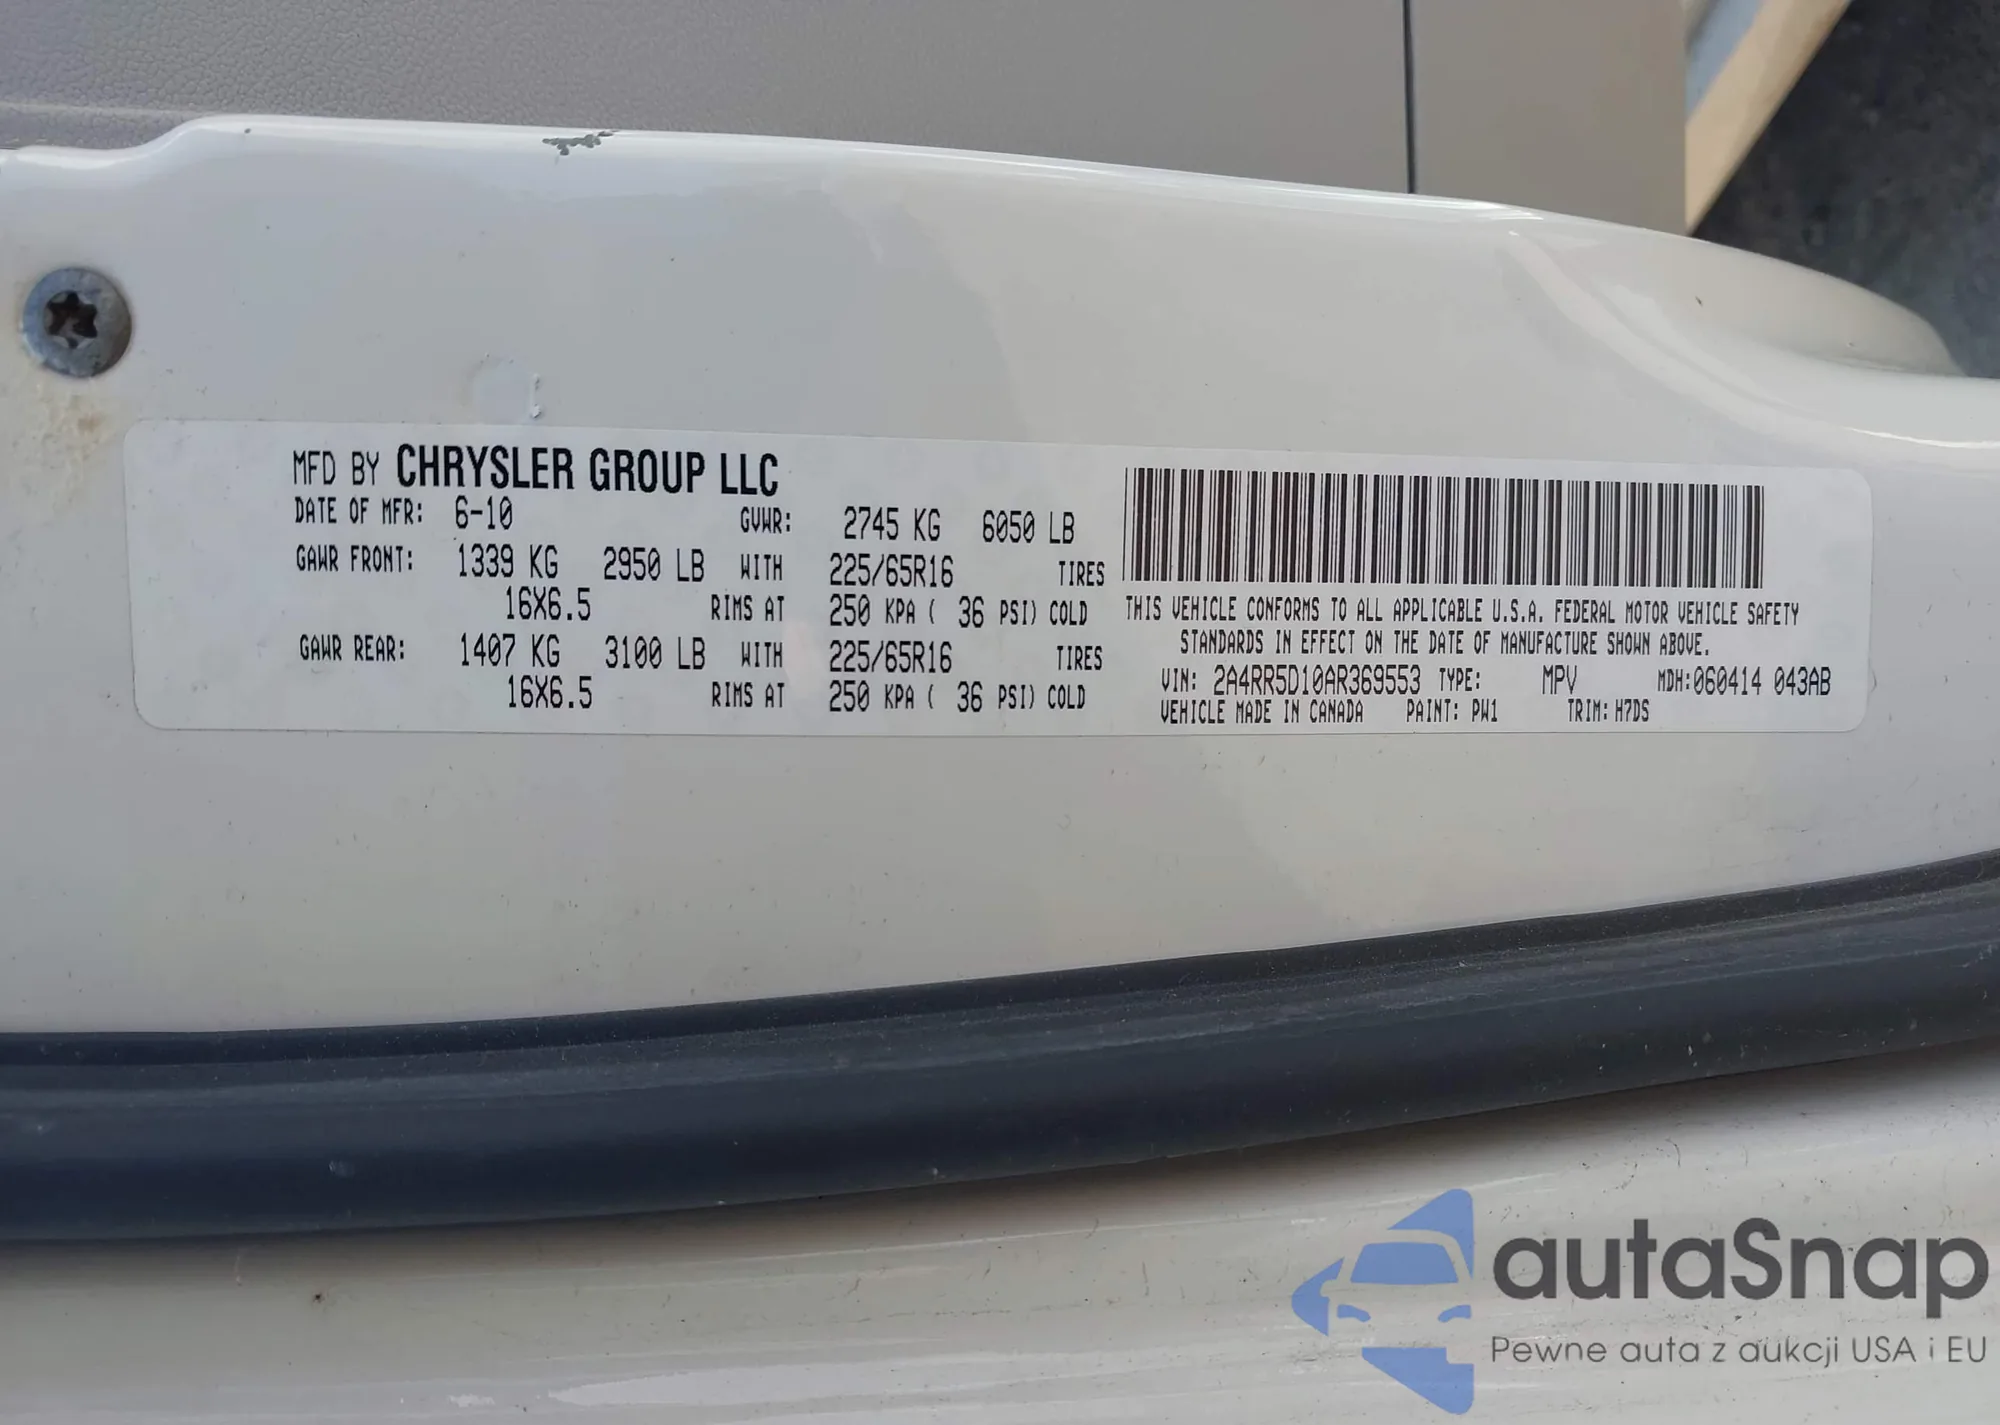 MFD BY CHRYSLER GROUP LLC
DATE OF MFR: 6-10 GVWR: 2745 KG 6050 LB
GAWR FRONT: 1339 KG 2950 LB WITH 225/65R16 TIRES
16X6.5 RIMS AT 250 KPA ( 36 PSI) COLD
GAWR REAR: 1407 KG 3100 LB WITH 225/65R16 TIRES
16X6.5 RIMS AT 250 KPA ( 36 PSI) COLD
THIS VEHICLE CONFORMS TO ALL APPLICABLE U.S.A. FEDERAL MOTOR VEHICLE SAFETY
STANDARDS IN EFFECT ON THE DATE OF MANUFACTURE SHOWN ABOVE.
VIN: 2A4RR5D10AR369553 TYPE: MPV MDH:060414 043AB
VEHICLE MADE IN CANADA PAINT: PW1 TRIM: H7DS
autaSnap
Pewne auta z aukcji USA i EU